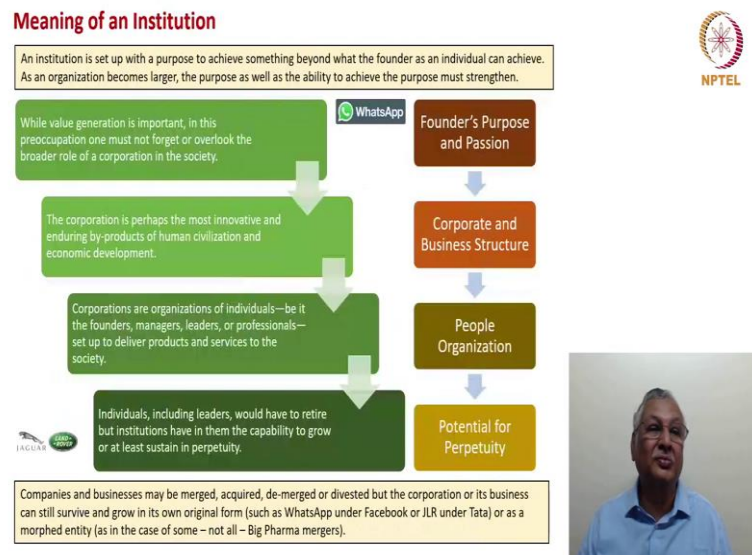 Meaning of an Institution
NPTEL
An institution is set up with a purpose to achieve something beyond what the founder as an individual can achieve.
As an organization becomes larger, the purpose as well as the ability to achieve the purpose must strengthen.
While value generation is important, in this
preoccupation one must not forget or overlook the
broader role of a corporation in the society.
The corporation is perhaps the most innovative and
enduring by-products of human civilization and
economic development.
Corporations are organizations of individuals—be it
the founders, managers, leaders, or professionals—
set up to deliver products and services to the
society.
Individuals, including leaders, would have to retire
but institutions have in them the capability to grow
or at least sustain in perpetuity.
WhatsApp
Founder's Purpose
and Passion
Corporate and
Business Structure
People
Organization
Potential for
Perpetuity
JAGUAR
LAND-
ROVER
Companies and businesses may be merged, acquired, de-merged or divested but the corporation or its business
can still survive and grow in its own original form (such as WhatsApp under Facebook or JLR under Tata) or as a
morphed entity (as in the case of some – not all – Big Pharma mergers).